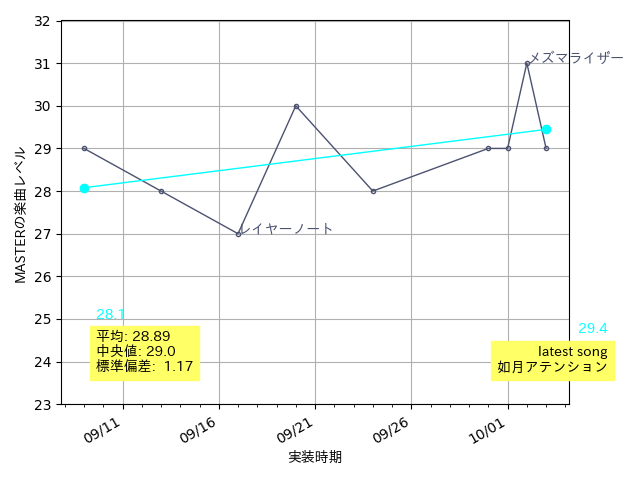 32
31
30
29
28
27
26
25
24
23
MASTERの楽曲レベル
メズマライザー
レイヤーノート
28.1
平均: 28.89
中央値: 29.0
標準偏差: 1.17
29.4
latest song
如月アテンション
09/11
09/16
09/21
09/26
10/01
実装時期